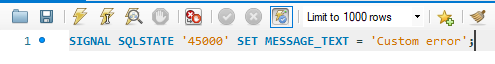 Limit to 1000 rows
1 SIGNAL SQLSTATE '45000' SET MESSAGE_TEXT = 'Custom error';